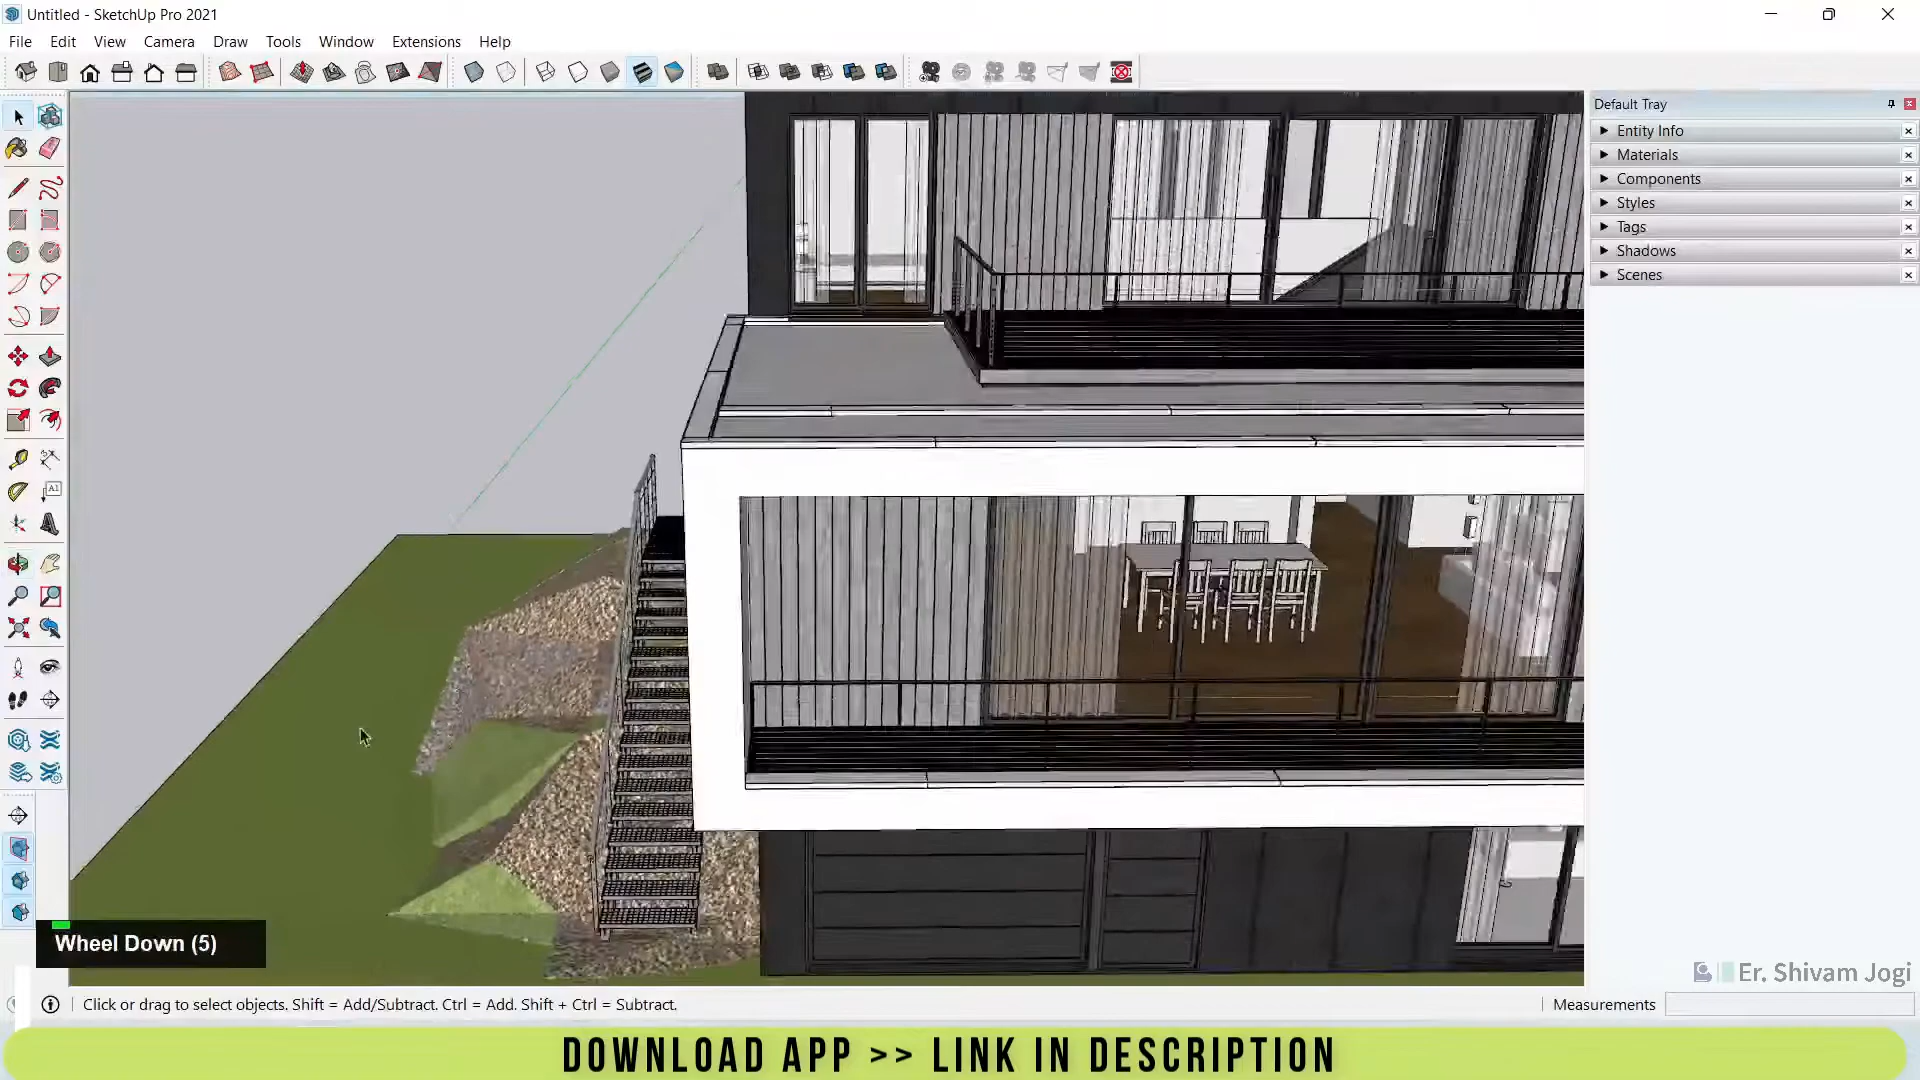 Untitled - SketchUp Pro 2021
File Edit View Camera Draw Tools Window Extensions Help
Default Tray
Entity Info
Materials
Components
Styles
Tags
Shadows
Scenes
A1
Wheel Down (5)
Er. Shivam Jogi
Click or drag to select objects. Shift = Add/Subtract. Ctrl = Add. Shift + Ctrl = Subtract.
Measurements
DOWNLOAD APP >> LINK IN DESCRIPTION